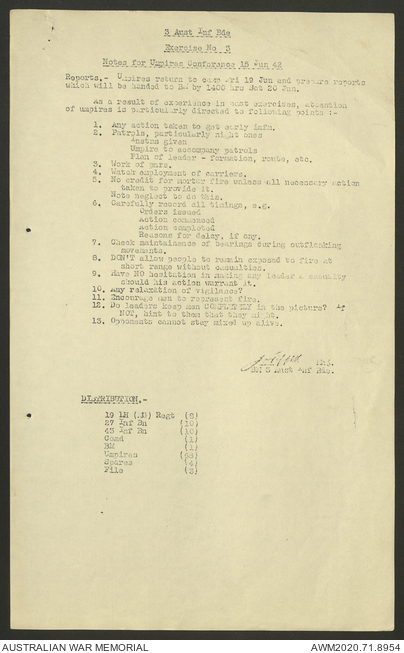 3 Aust Inf Bde
Exercise No 3
Notes for Umpires Conference 15 Jun 42
Reports.- Umpires return to camp Fri 19 Jun and prepare reports
which will be handed to BM by 1400 hrs Sat 20 Jun.
As a result of experience in past exercises, attention
of umpires is particularly directed to following points :-
1. Any action taken to get early infm.
2. Patrols, particularly night ones
Instns given
Umpire to accompany patrols
Plan of leader - formation, route, etc.
3. Work of gprs.
4. Watch employment of carriers.
5. No credit for mortar fire unless all necessary action
taken to provide it.
Note neglect to do this.
6. Carefully record all timings, e.g.
Orders issued
Action commenced
Action completed
Reasons for delay, if any.
7. Check maintainence of bearings during outflanking
movements.
8. DON'T allow people to remain exposed to fire at
short range without casualties.
9. Have NO hesitation in making any leader a casualty
should his action warrant it.
10. Any relaxation of vigilance?
11. Encourage men to represent fire.
12. Do leaders keep men COMPLETELY in the picture? If
NOT, hint to them that they might.
13. Opponents cannot stay mixed up alive.
Maj.
BM 3 Aust Inf Bde.
DISTRIBUTION.-
19 LH (MG) Regt (8)
27 Inf Bn (10)
43 Inf Bn (10)
Comd (1)
BM (1)
Umpires
Spares (4)
File (3)
AUSTRALIAN WAR MEMORIAL
AWM2020.71.8954